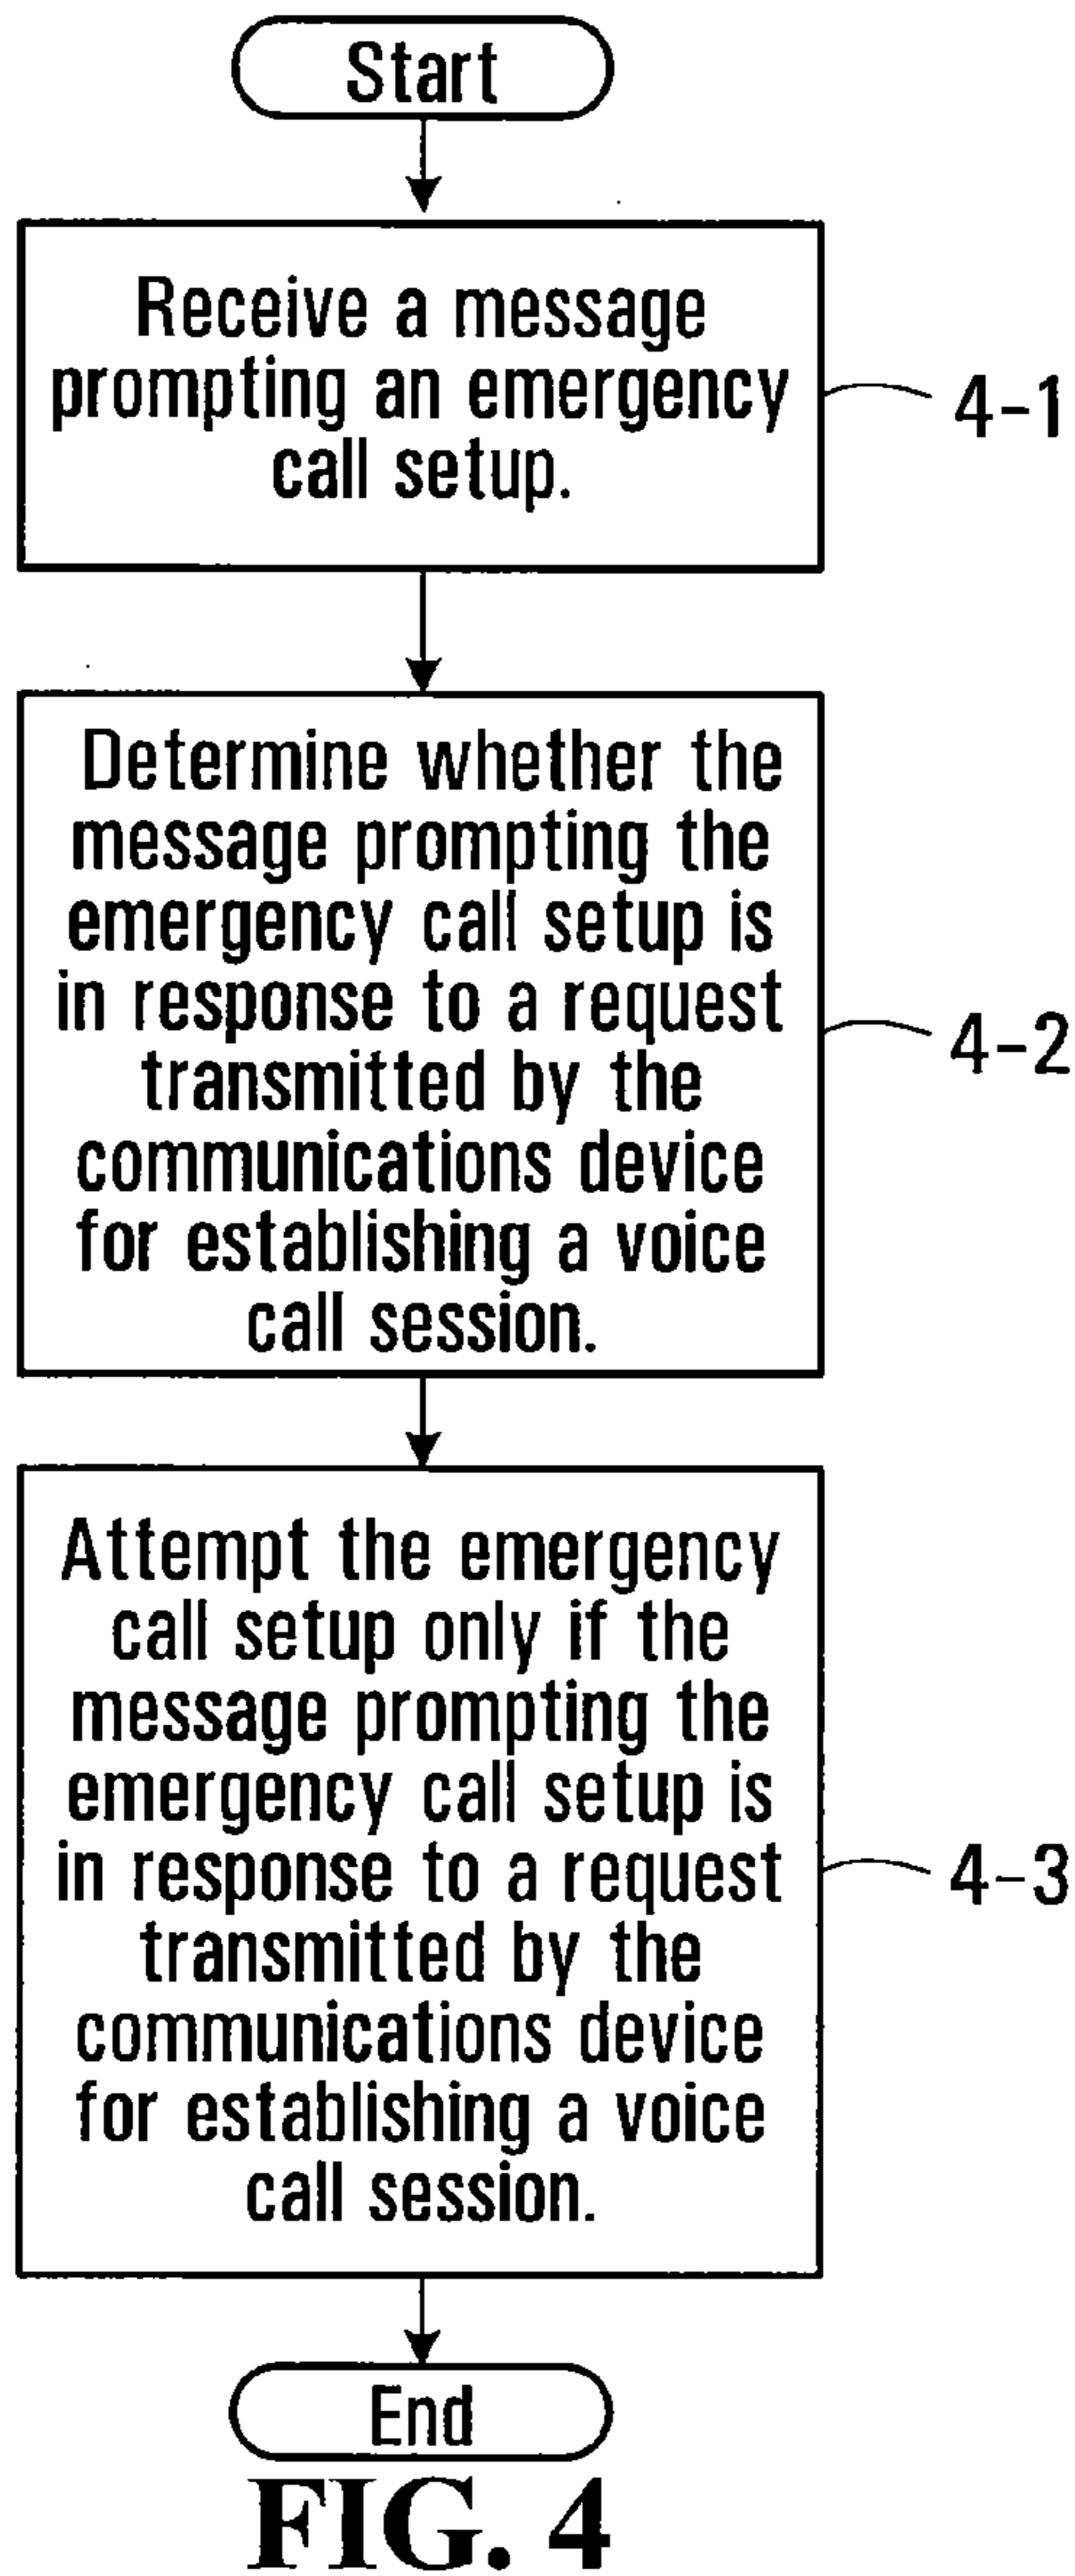 Start
Receive a message
prompting an emergency
call setup.
4-1
Determine whether the
message prompting the
emergency call setup is
in response to a request
transmitted by the
communications device
for establishing a voice
call session.
4-2
Attempt the emergency
call setup only if the
message prompting the
emergency call setup is
in response to a request
transmitted by the
communications device
for establishing a voice
call session.
4-3
End
FIG. 4